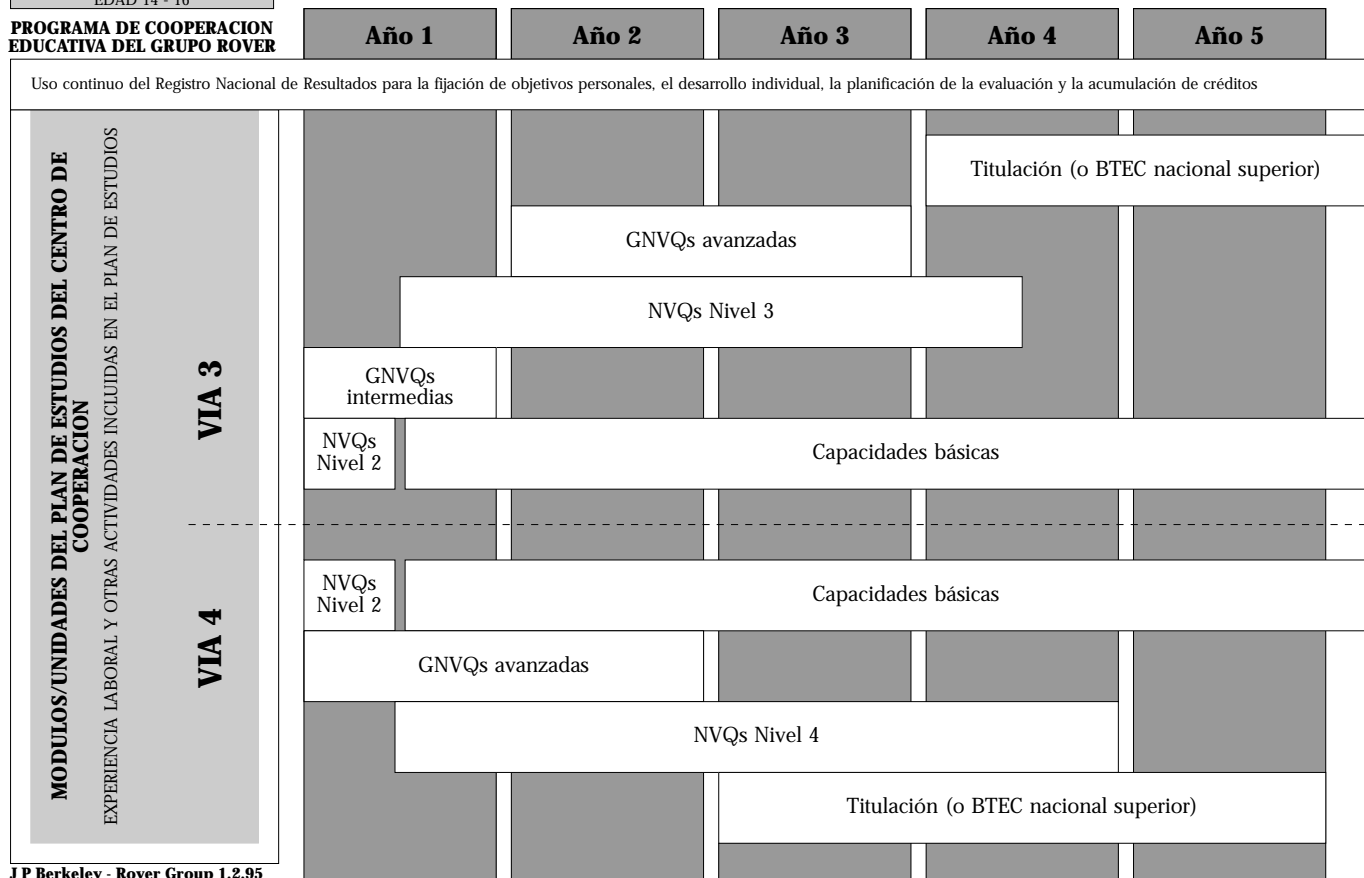 EDAD 14 - 16
PROGRAMA DE COOPERACION
EDUCATIVA DEL GRUPO ROVER
Año 1
Año 2
Año 3
Año 4
Año 5
Uso continuo del Registro Nacional de Resultados para la fijación de objetivos personales, el desarrollo individual, la planificación de la evaluación y la acumulación de créditos
MODULOS/UNIDADES DEL PLAN DE ESTUDIOS DEL CENTRO DE
COOPERACION
EXPERIENCIA LABORAL Y OTRAS ACTIVIDADES INCLUIDAS EN EL PLAN DE ESTUDIOS
VIA 3
Titulación (o BTEC nacional superior)
GNVQs avanzadas
NVQs Nivel 3
GNVQs
intermedias
NVQs
Nivel 2
Capacidades básicas
VIA 4
NVQs
Nivel 2
Capacidades básicas
GNVQs avanzadas
NVQs Nivel 4
Titulación (o BTEC nacional superior)
J P Berkeley - Rover Group 1.2.95